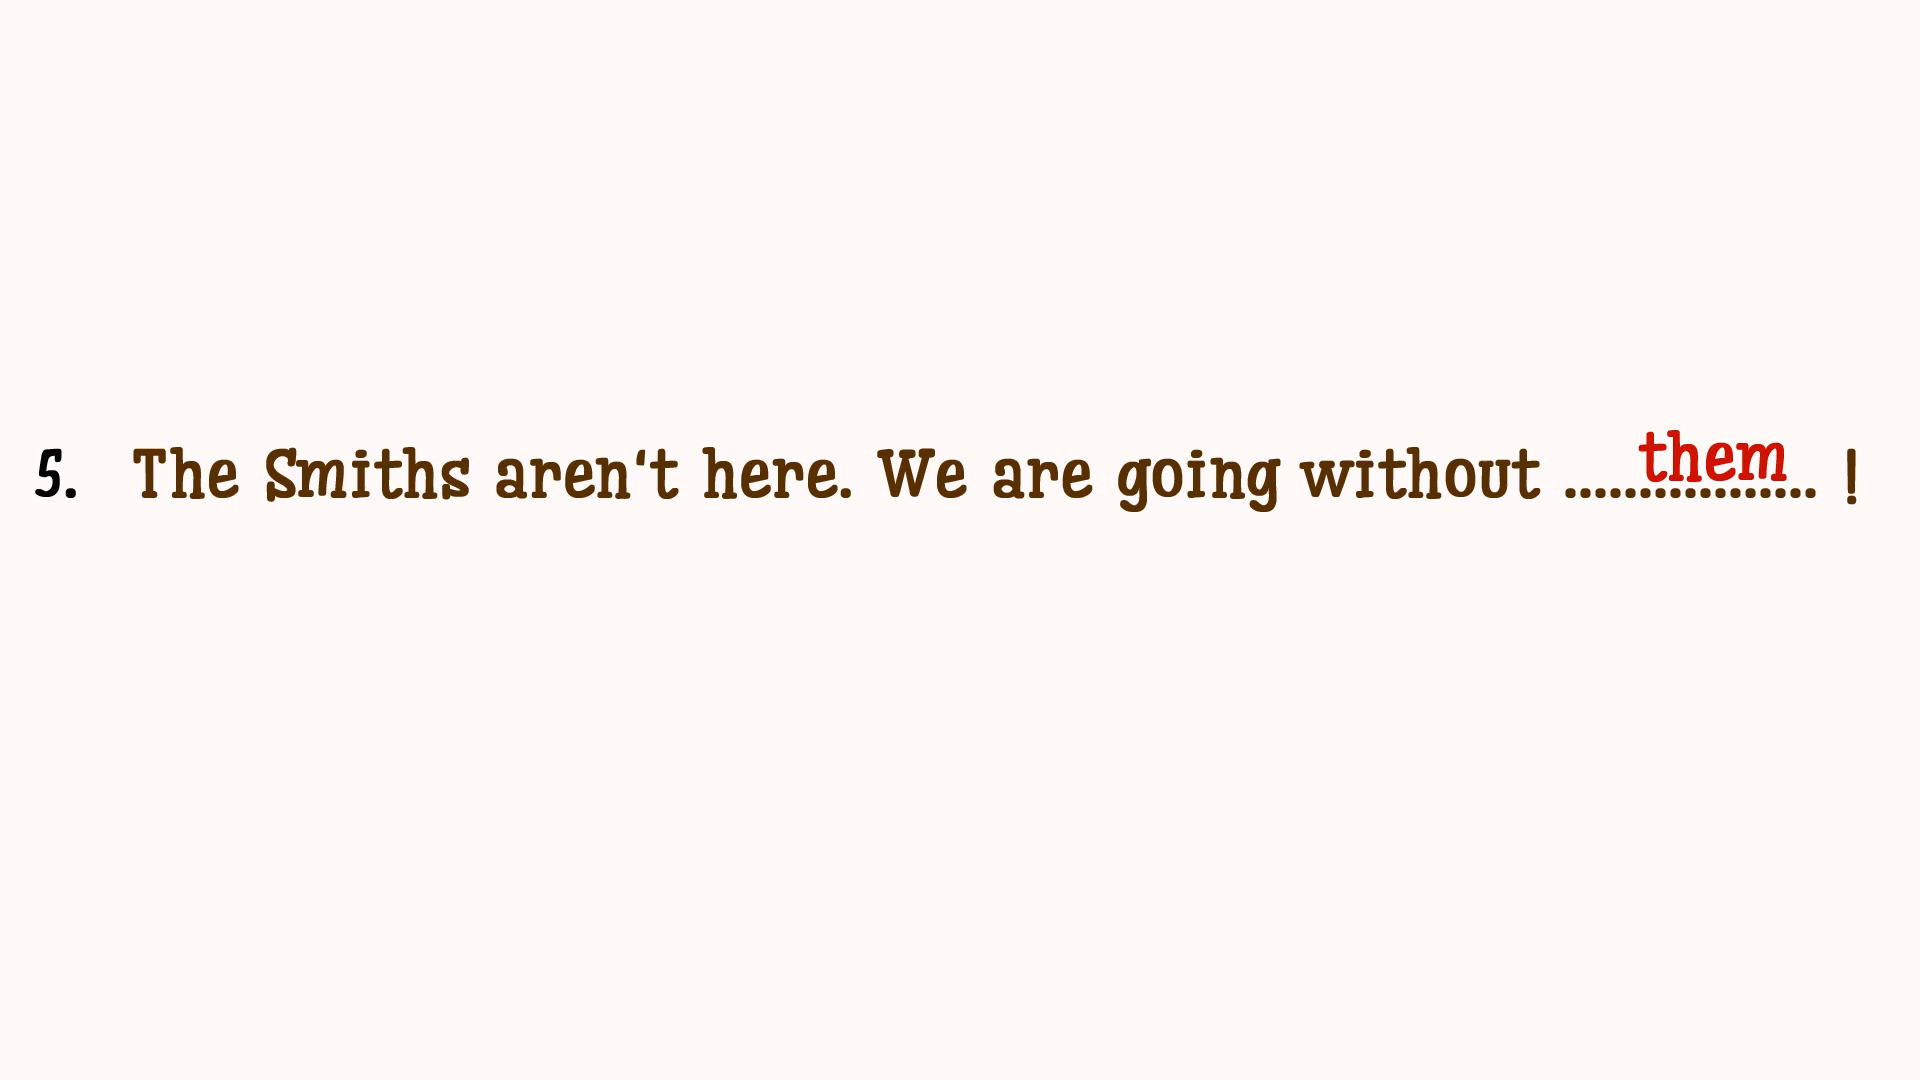 5. The Smiths aren‘t here. We are going without ......them........... !